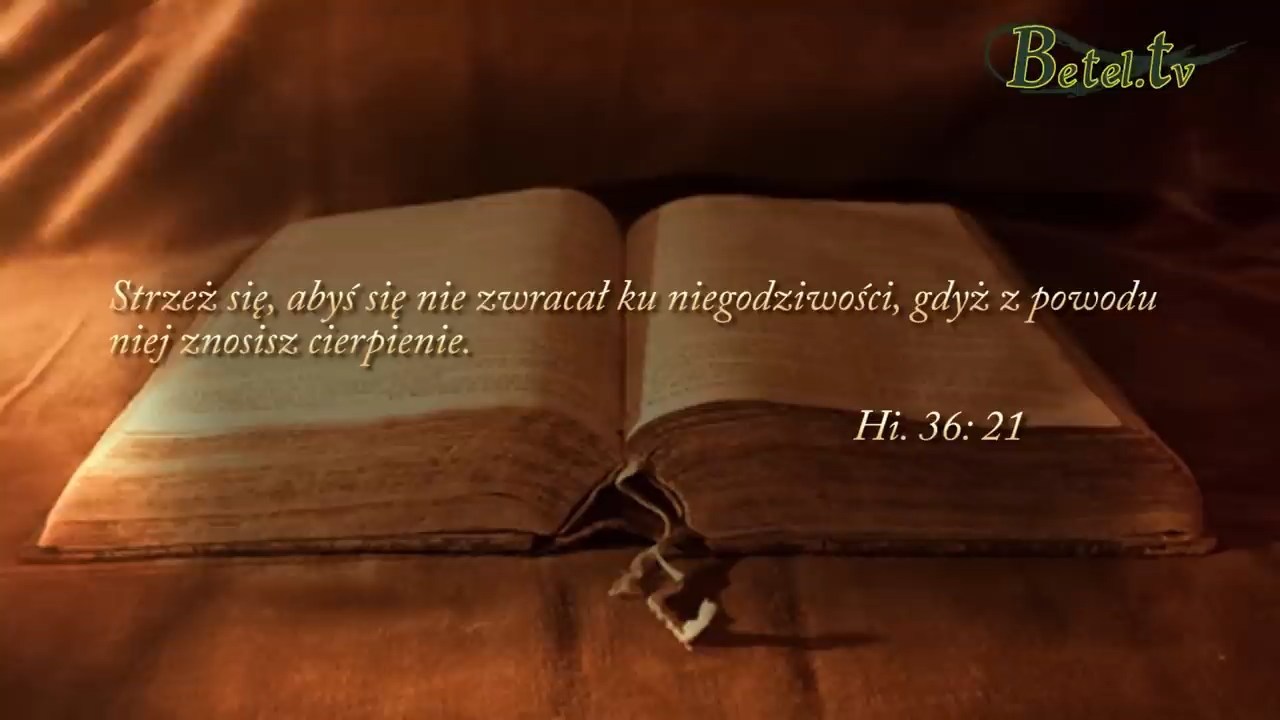 Betel.tv
Strzeż się, abyś się nie zwracał ku niegodziwości, gdyż z powodu
niej znosisz cierpienie.
Hi. 36: 21